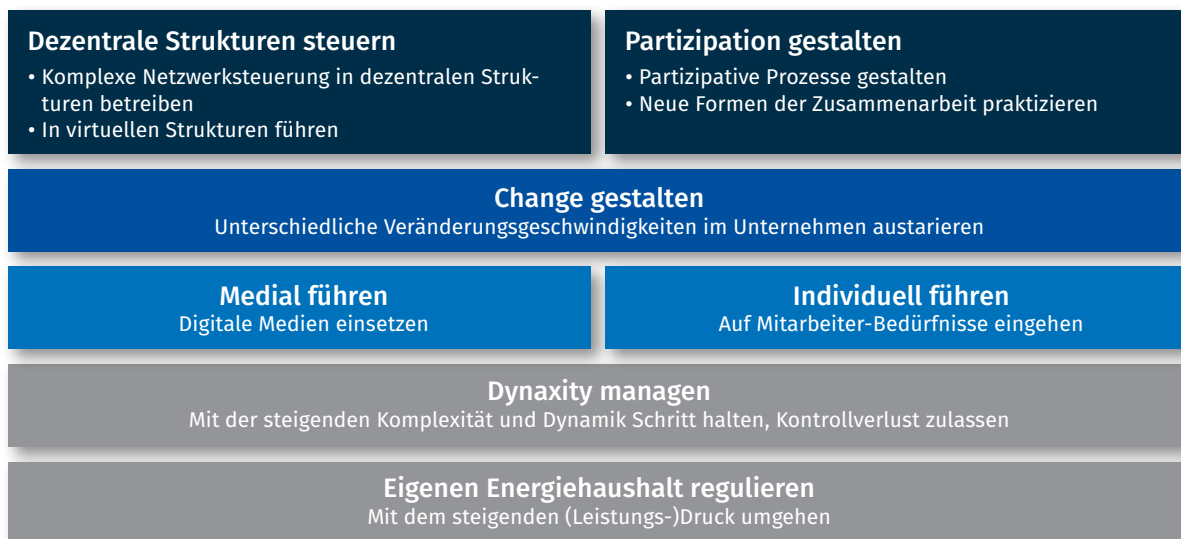 Dezentrale Strukturen steuern
• Komplexe Netzwerksteuerung in dezentralen Struk-
turen betreiben
• In virtuellen Strukturen führen
Partizipation gestalten
• Partizipative Prozesse gestalten
• Neue Formen der Zusammenarbeit praktizieren
Change gestalten
Unterschiedliche Veränderungsgeschwindigkeiten im Unternehmen austarieren
Medial führen
Digitale Medien einsetzen
Individuell führen
Auf Mitarbeiter-Bedürfnisse eingehen
Dynaxity managen
Mit der steigenden Komplexität und Dynamik Schritt halten, Kontrollverlust zulassen
Eigenen Energiehaushalt regulieren
Mit dem steigenden (Leistungs-)Druck umgehen